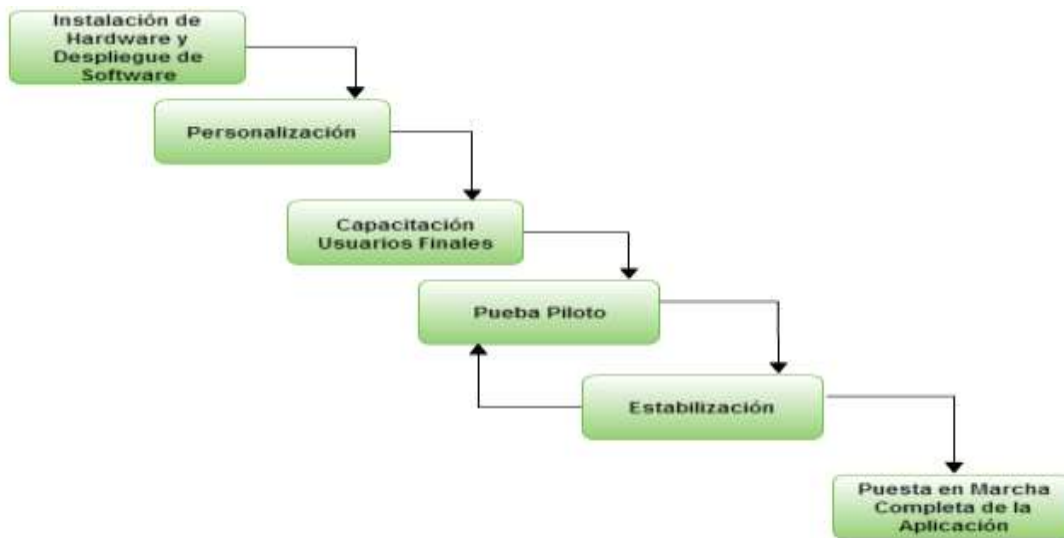 Instalación de
Hardware y
Despliegue de
Software
Personalización
Capacitación
Usuarios Finales
Pueba Piloto
Estabilización
Puesta en Marcha
Completa de la
Aplicación